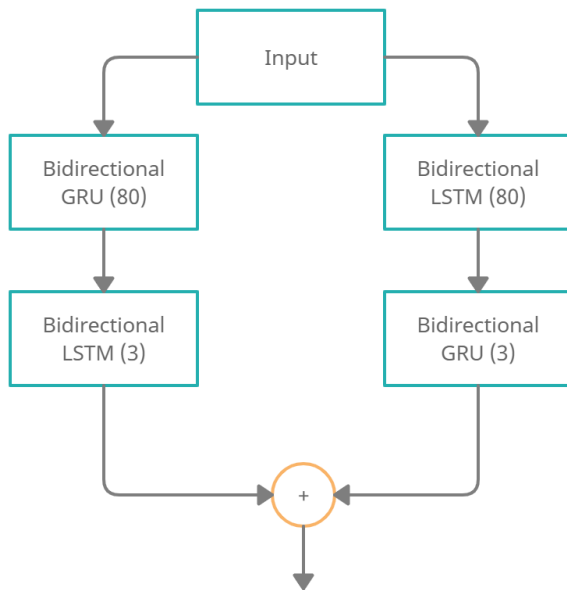 Input
Bidirectional
GRU (80)
Bidirectional
LSTM (80)
Bidirectional
LSTM (3)
Bidirectional
GRU (3)
+